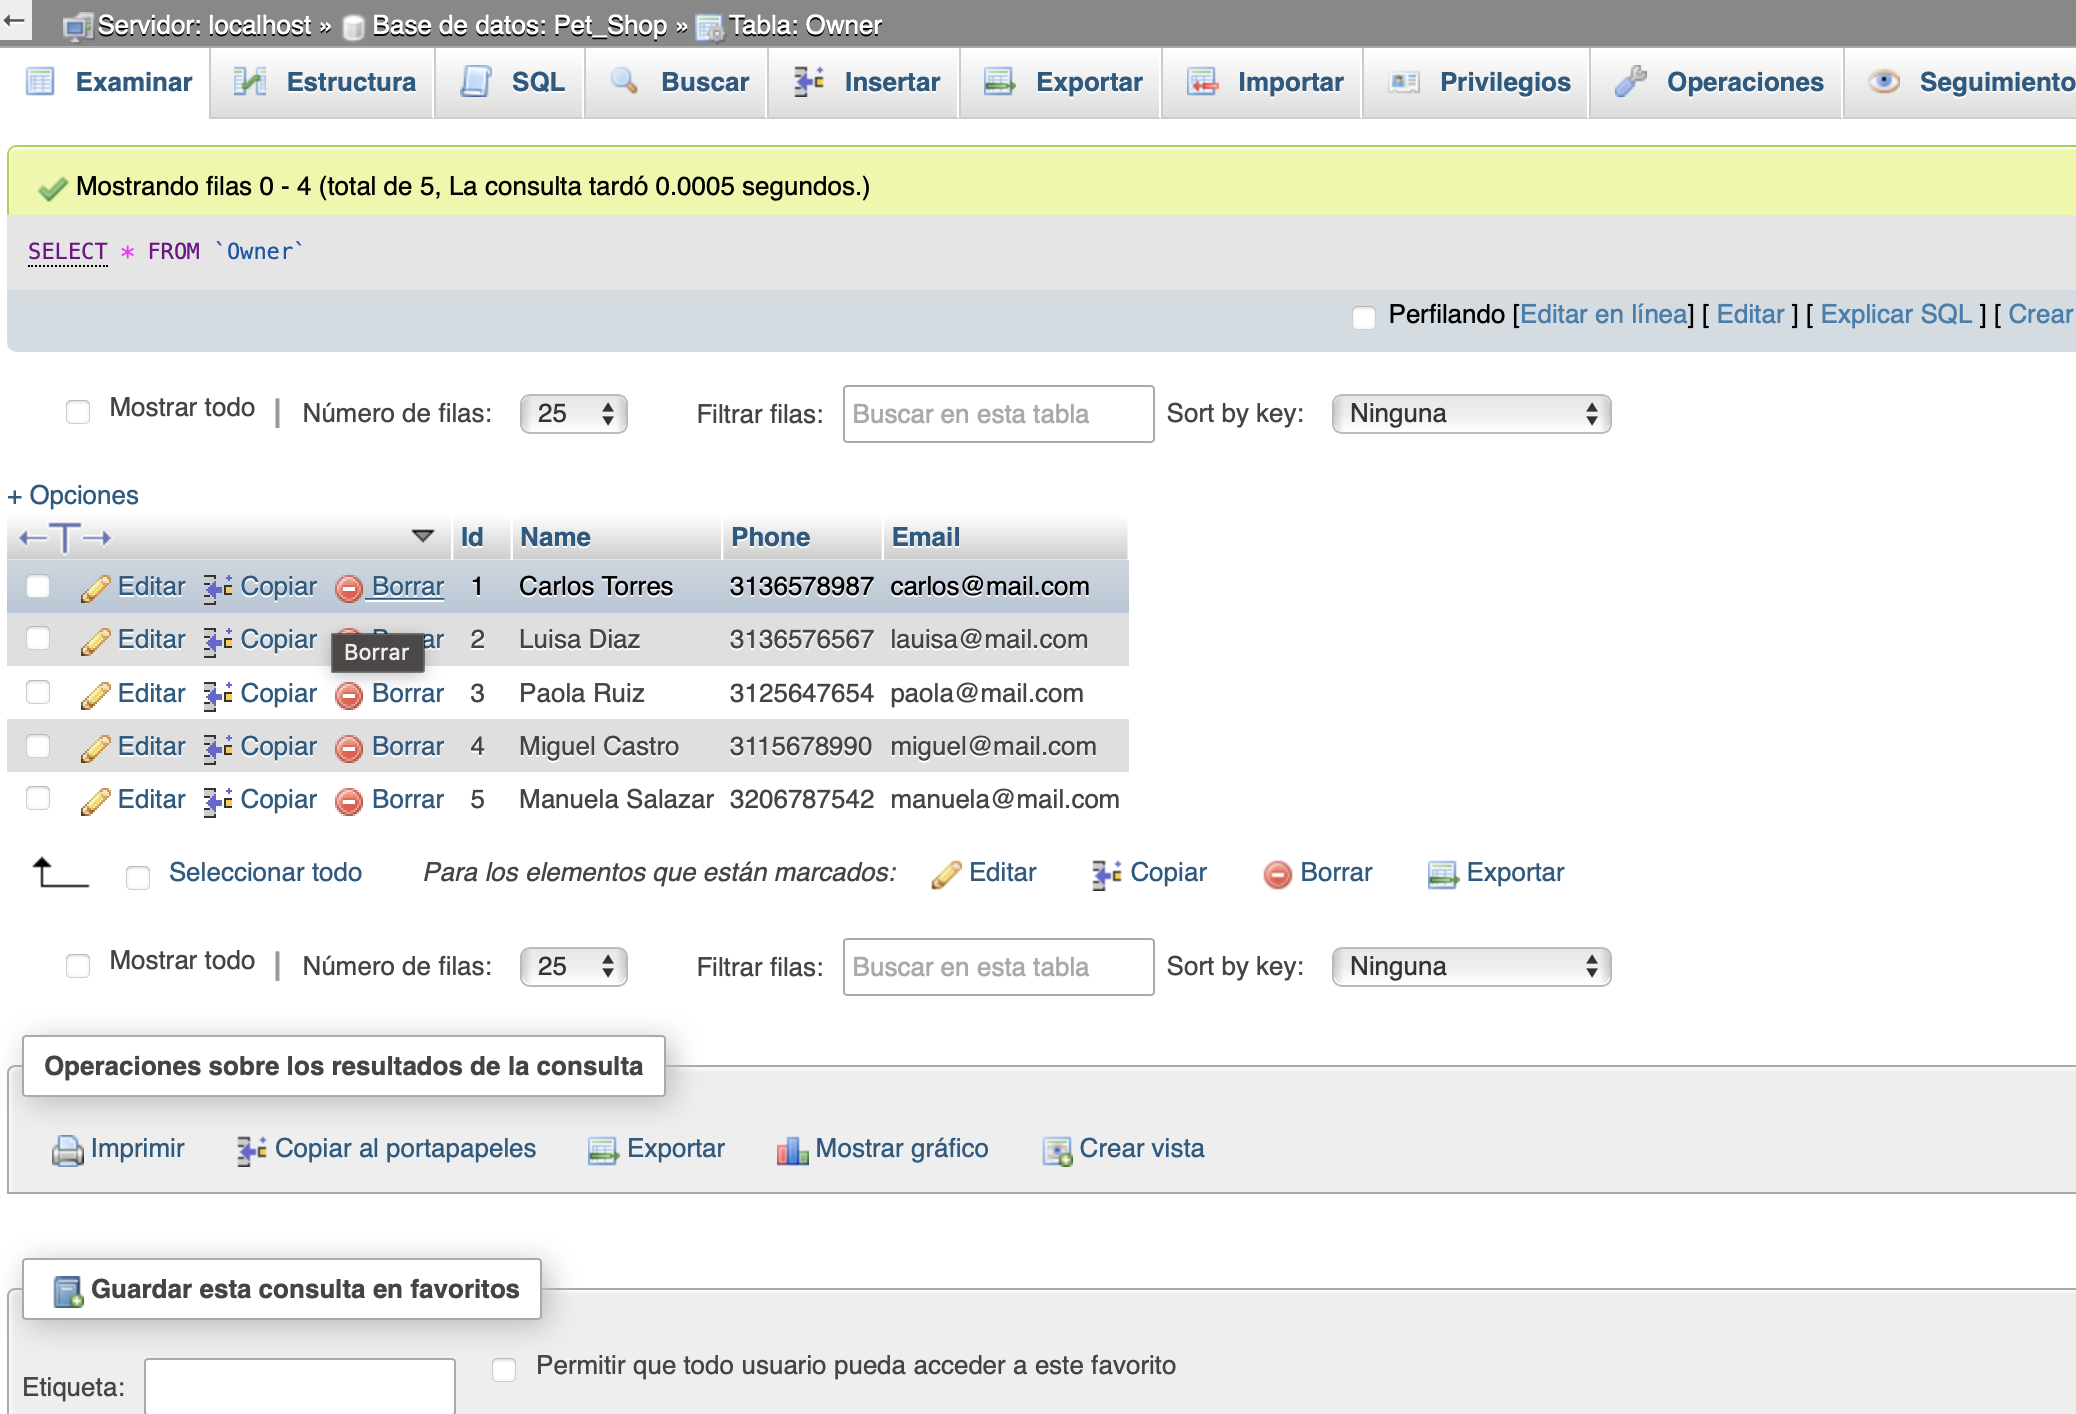 Servidor: localhost » Base de datos: Pet_Shop » Tabla: Owner
Examinar Estructura SQL Buscar Insertar Exportar Importar Privilegios Operaciones Seguimiento
Mostrando filas 0 - 4 (total de 5, La consulta tardó 0.0005 segundos.)
SELECT * FROM `Owner`
Perfilando [Editar en línea] [ Editar ] [ Explicar SQL ] [ Crear
Mostrar todo | Número de filas: 25 Filtrar filas: Buscar en esta tabla Sort by key: Ninguna
+ Opciones
←T→ Id Name Phone Email
Editar Copiar Borrar 1 Carlos Torres 3136578987 carlos@mail.com
Editar Copiar 2 Luisa Diaz 3136576567 lauisa@mail.com
Borrar
Editar Copiar Borrar 3 Paola Ruiz 3125647654 paola@mail.com
Editar Copiar Borrar 4 Miguel Castro 3115678990 miguel@mail.com
Editar Copiar Borrar 5 Manuela Salazar 3206787542 manuela@mail.com
Seleccionar todo Para los elementos que están marcados: Editar Copiar Borrar Exportar
Mostrar todo | Número de filas: 25 Filtrar filas: Buscar en esta tabla Sort by key: Ninguna
Operaciones sobre los resultados de la consulta
Imprimir Copiar al portapapeles Exportar Mostrar gráfico Crear vista
Guardar esta consulta en favoritos
Etiqueta: Permitir que todo usuario pueda acceder a este favorito